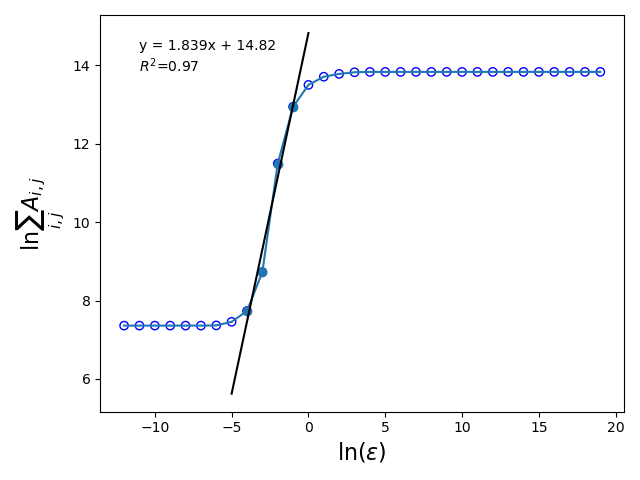 y = 1.839x + 14.82
R²=0.97
14
12
10
8
6
ln∑A_{i,j}
i,j
−10
−5
0
5
10
15
20
ln(ε)